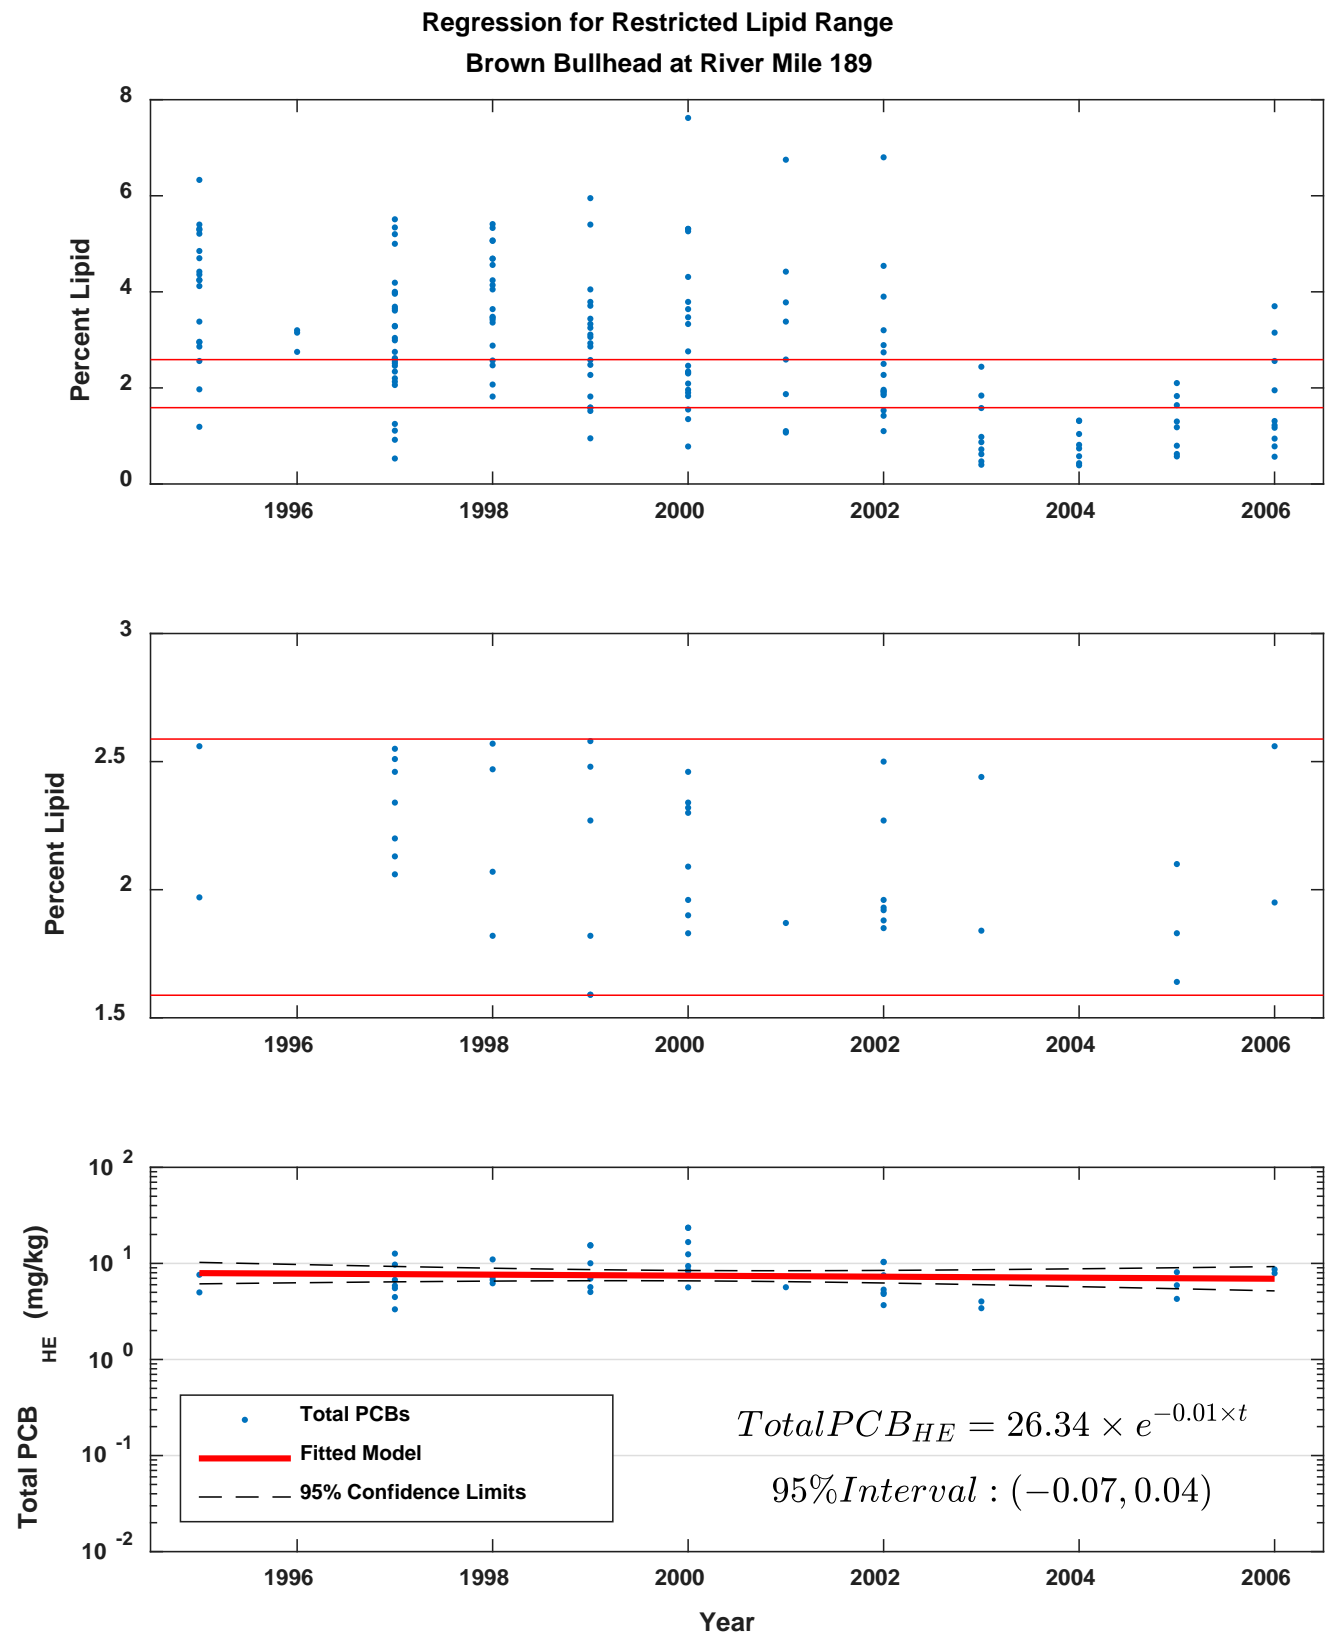 Regression for Restricted Lipid Range
Brown Bullhead at River Mile 189
8
6
4
2
0
Percent Lipid
1996 1998 2000 2002 2004 2006
3
2.5
2
1.5
Percent Lipid
1996 1998 2000 2002 2004 2006
10 2
10 1
10 0
10 -1
10 -2
Total PCB HE (mg/kg)
Total PCBs
Fitted Model
95% Confidence Limits
TotalPCB_HE = 26.34 × e^{−0.01×t}
95%Interval : (−0.07, 0.04)
1996 1998 2000 2002 2004 2006
Year